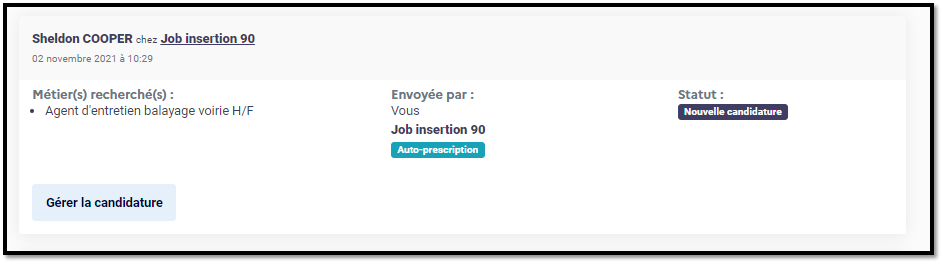 Sheldon COOPER chez Job insertion 90
02 novembre 2021 à 10:29
Métier(s) recherché(s) :
• Agent d'entretien balayage voirie H/F
Envoyée par :
Vous
Job insertion 90
Auto-prescription
Statut :
Nouvelle candidature
Gérer la candidature